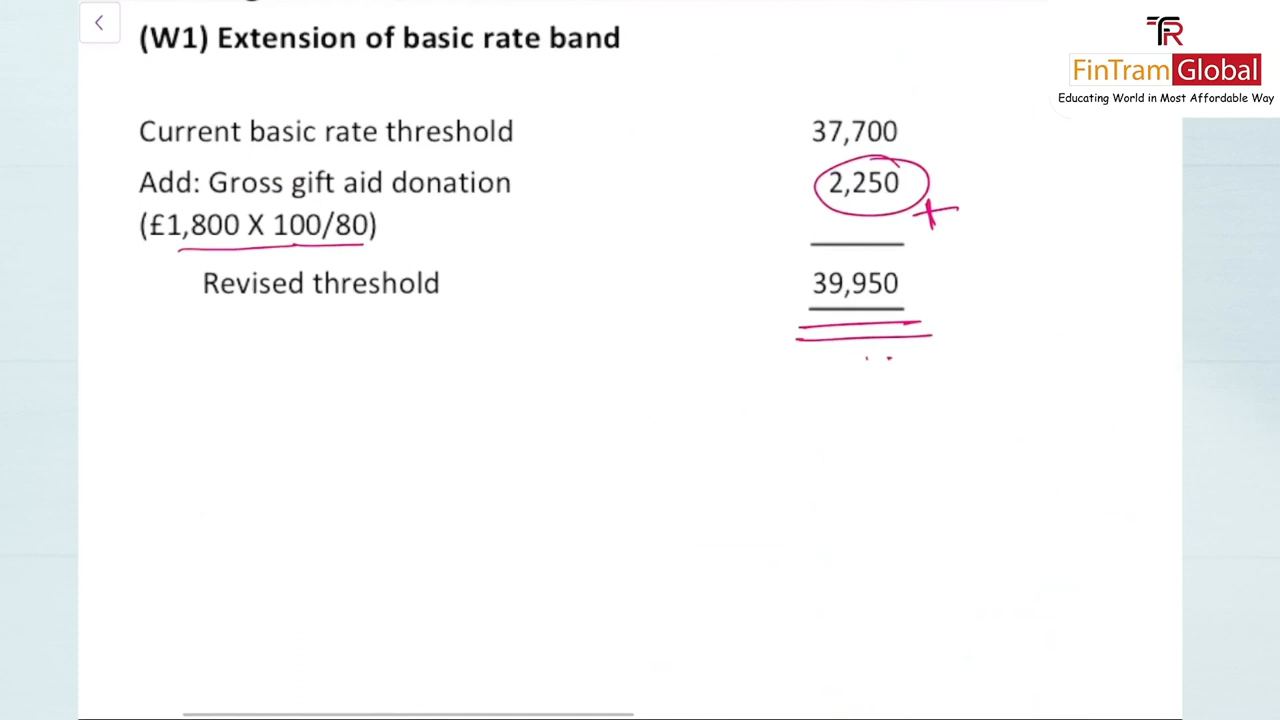 (W1) Extension of basic rate band
TR
FinTram Global
Educating World in Most Affordable Way
Current basic rate threshold 37,700
Add: Gross gift aid donation 2,250
(£1,800 X 100/80)
Revised threshold 39,950